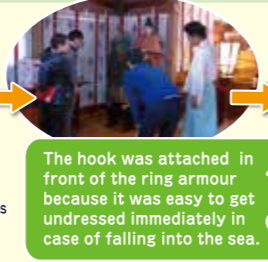 The hook was attached in
front of the ring armour
because it was easy to get
undressed immediately in
case of falling into the sea.
s